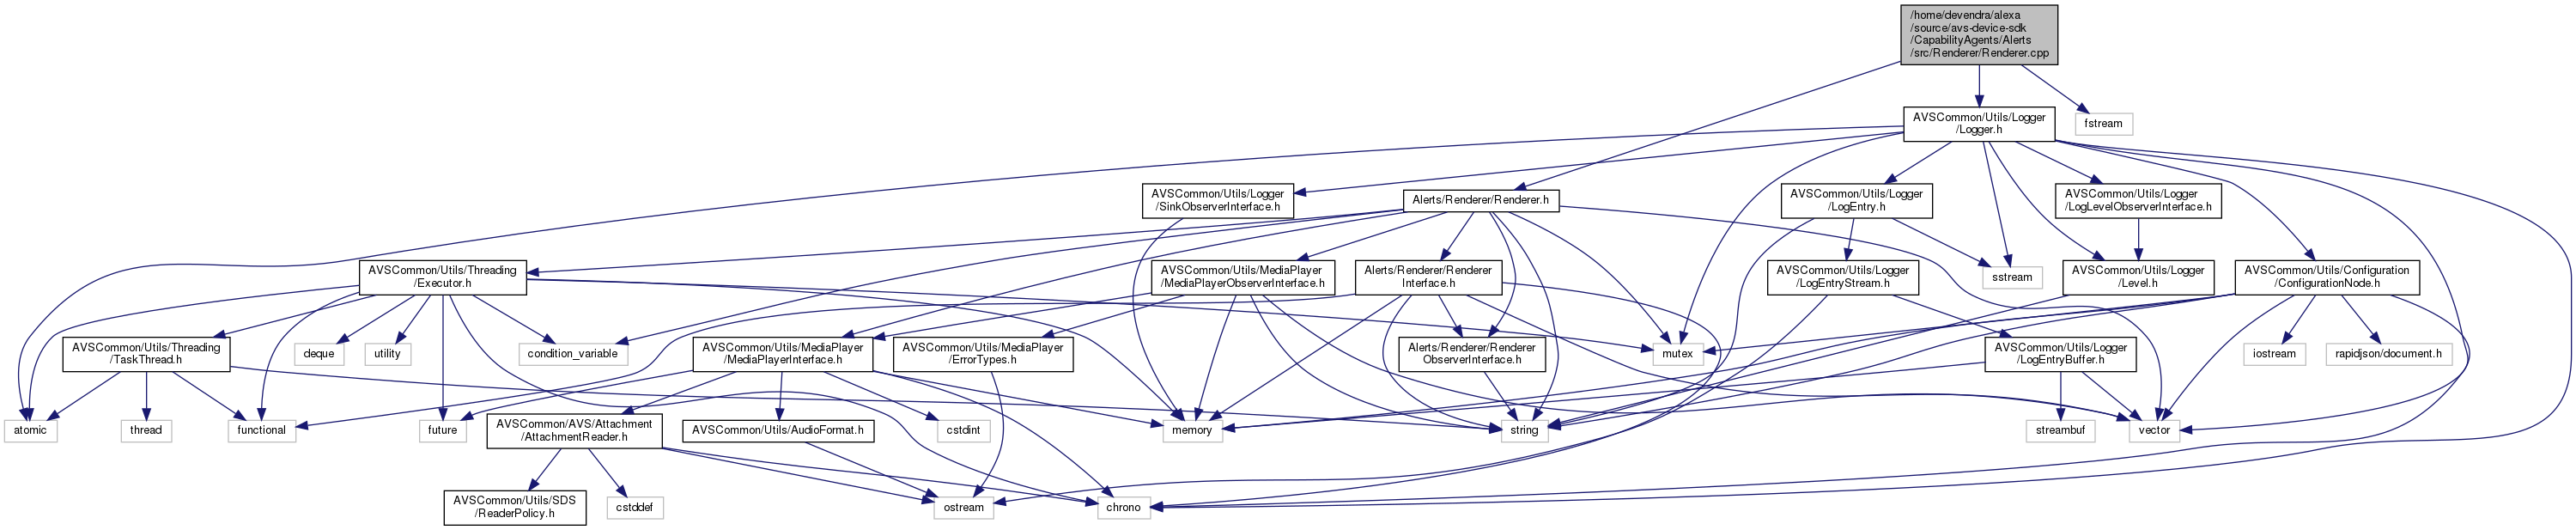 /home/devendra/alexa
/source/avs-device-sdk
/CapabilityAgents/Alerts
/src/Renderer/Renderer.cpp
AVSCommon/Utils/Logger
/Logger.h
fstream
AVSCommon/Utils/Logger
/SinkObserverInterface.h
Alerts/Renderer/Renderer.h
AVSCommon/Utils/Logger
/LogEntry.h
AVSCommon/Utils/Logger
/LogLevelObserverInterface.h
AVSCommon/Utils/Threading
/Executor.h
AVSCommon/Utils/MediaPlayer
/MediaPlayerObserverInterface.h
Alerts/Renderer/Renderer
Interface.h
AVSCommon/Utils/Logger
/LogEntryStream.h
sstream
AVSCommon/Utils/Logger
/Level.h
AVSCommon/Utils/Configuration
/ConfigurationNode.h
AVSCommon/Utils/Threading
/TaskThread.h
deque
utility
condition_variable
AVSCommon/Utils/MediaPlayer
/MediaPlayerInterface.h
AVSCommon/Utils/MediaPlayer
/ErrorTypes.h
Alerts/Renderer/Renderer
ObserverInterface.h
mutex
AVSCommon/Utils/Logger
/LogEntryBuffer.h
iostream
rapidjson/document.h
atomic
thread
functional
future
AVSCommon/AVS/Attachment
/AttachmentReader.h
AVSCommon/Utils/AudioFormat.h
cstdint
memory
string
streambuf
vector
AVSCommon/Utils/SDS
/ReaderPolicy.h
cstddef
ostream
chrono